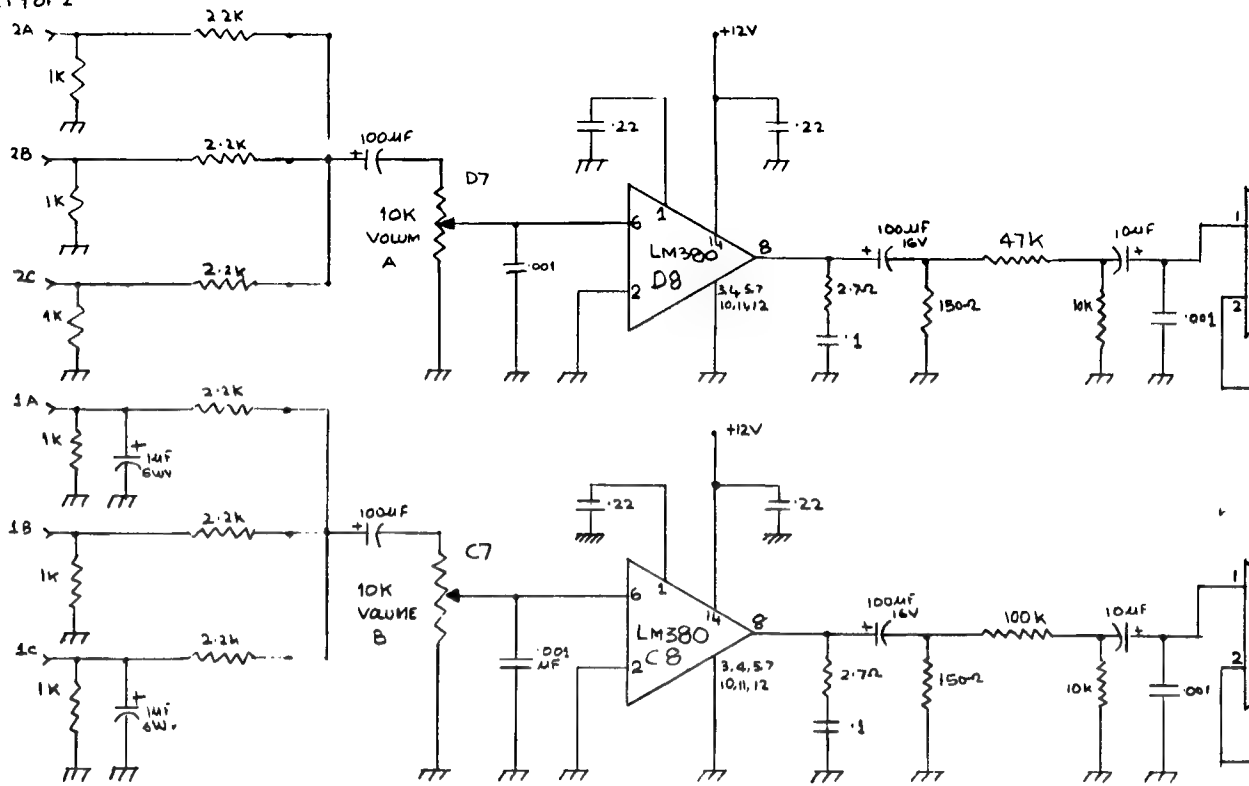 OF 2
2A
2.2K
+12V
1K
.22
.22
2B
2.2K
100µF
+
D7
1K
10K
VOLUM
A
6
1
14
LM380
D8
8
2
3,4,5,7
10,11,12
.001
+
100µF
16V
47K
10µF
+
1
2C
2.2K
2.7Ω
150Ω
10K
.001
2
1K
.1
1A
2.2K
+12V
1K
+
1µF
.22
.22
1B
2.2K
100µF
+
C7
1K
10K
VOLUME
B
6
1
14
LM380
C8
8
2
3,4,5,7
10,11,12
.001
µF
+
100µF
16V
100K
10µF
+
1
1C
2.2K
2.7Ω
150Ω
10K
.001
2
1K
+
1µF
.1